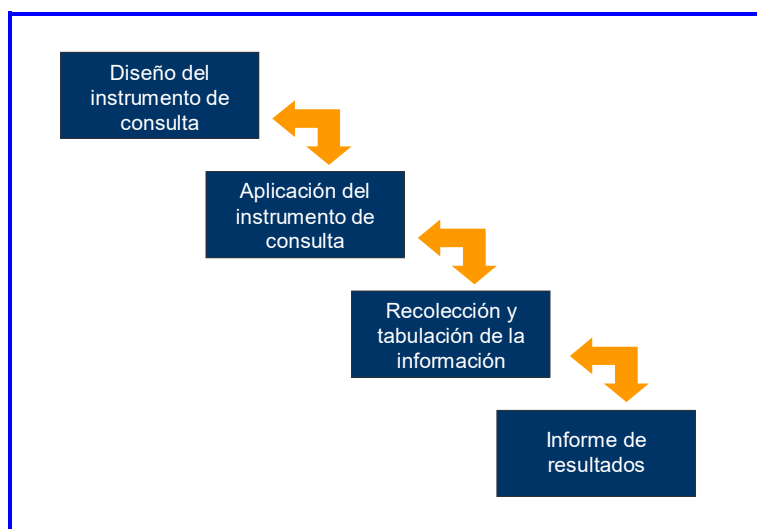 Diseño del
instrumento de
consulta
Aplicación del
instrumento de
consulta
Recolección y
tabulación de la
información
Informe de
resultados